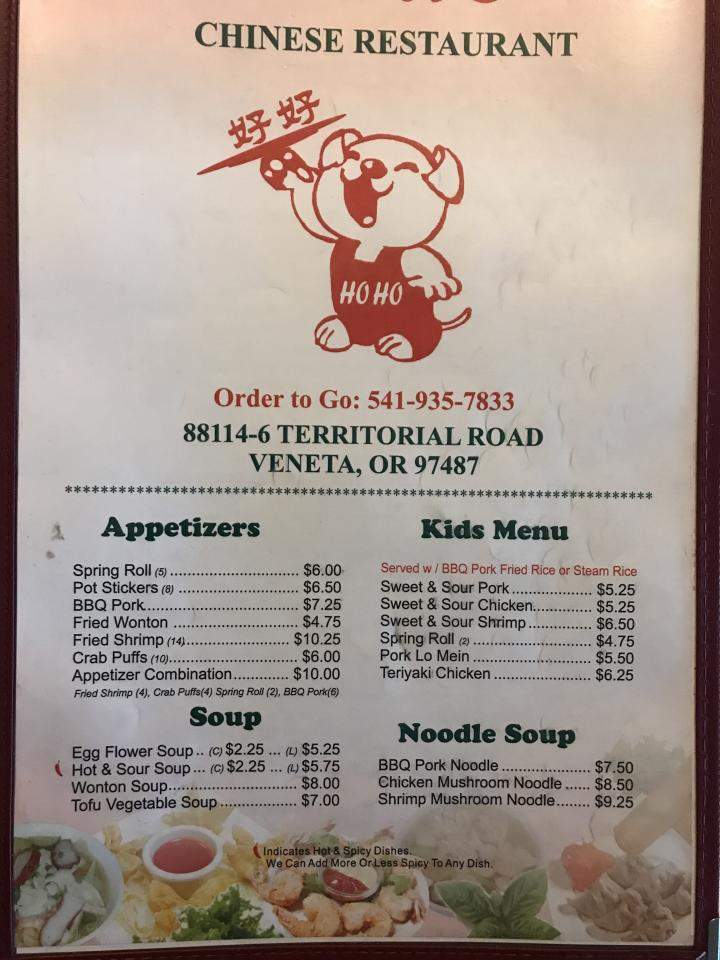 CHINESE RESTAURANT
好好
HO HO
Order to Go: 541-935-7833
88114-6 TERRITORIAL ROAD
VENETA, OR 97487
******************************************************************************
Appetizers
Spring Roll (5) ............................. $6.00
Pot Stickers (8) ........................... $6.50
BBQ Pork.................................. $7.25
Fried Wonton ............................ $4.75
Fried Shrimp (14)....................... $10.25
Crab Puffs (10)............................. $6.00
Appetizer Combination............ $10.00
Fried Shrimp (4), Crab Puffs(4) Spring Roll (2), BBQ Pork(6)
Kids Menu
Served w / BBQ Pork Fried Rice or Steam Rice
Sweet & Sour Pork.................. $5.25
Sweet & Sour Chicken............. $5.25
Sweet & Sour Shrimp.............. $6.50
Spring Roll (2) .......................... $4.75
Pork Lo Mein .......................... $5.50
Teriyaki Chicken ...................... $6.25
Soup
Egg Flower Soup .. (C) $2.25 ... (L) $5.25
Hot & Sour Soup ... (C) $2.25 ... (L) $5.75
Wonton Soup............................. $8.00
Tofu Vegetable Soup ................. $7.00
Noodle Soup
BBQ Pork Noodle ..................... $7.50
Chicken Mushroom Noodle ...... $8.50
Shrimp Mushroom Noodle........ $9.25
Indicates Hot & Spicy Dishes.
We Can Add More Or Less Spicy To Any Dish.